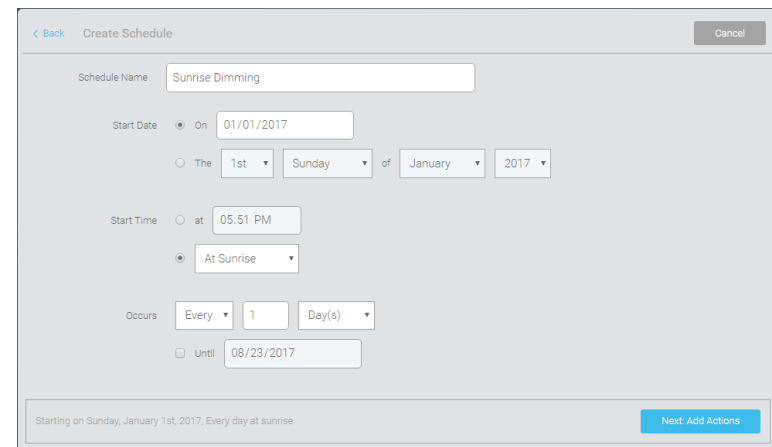 Back Create Schedule Cancel
Schedule Name Sunrise Dimming
Start Date On 01/01/2017
The 1st Sunday of January 2017
Start Time at 05:51 PM
At Sunrise
Occurs Every 1 Day(s)
Until 08/23/2017
Starting on Sunday, January 1st, 2017, Every day at sunrise Next: Add Actions